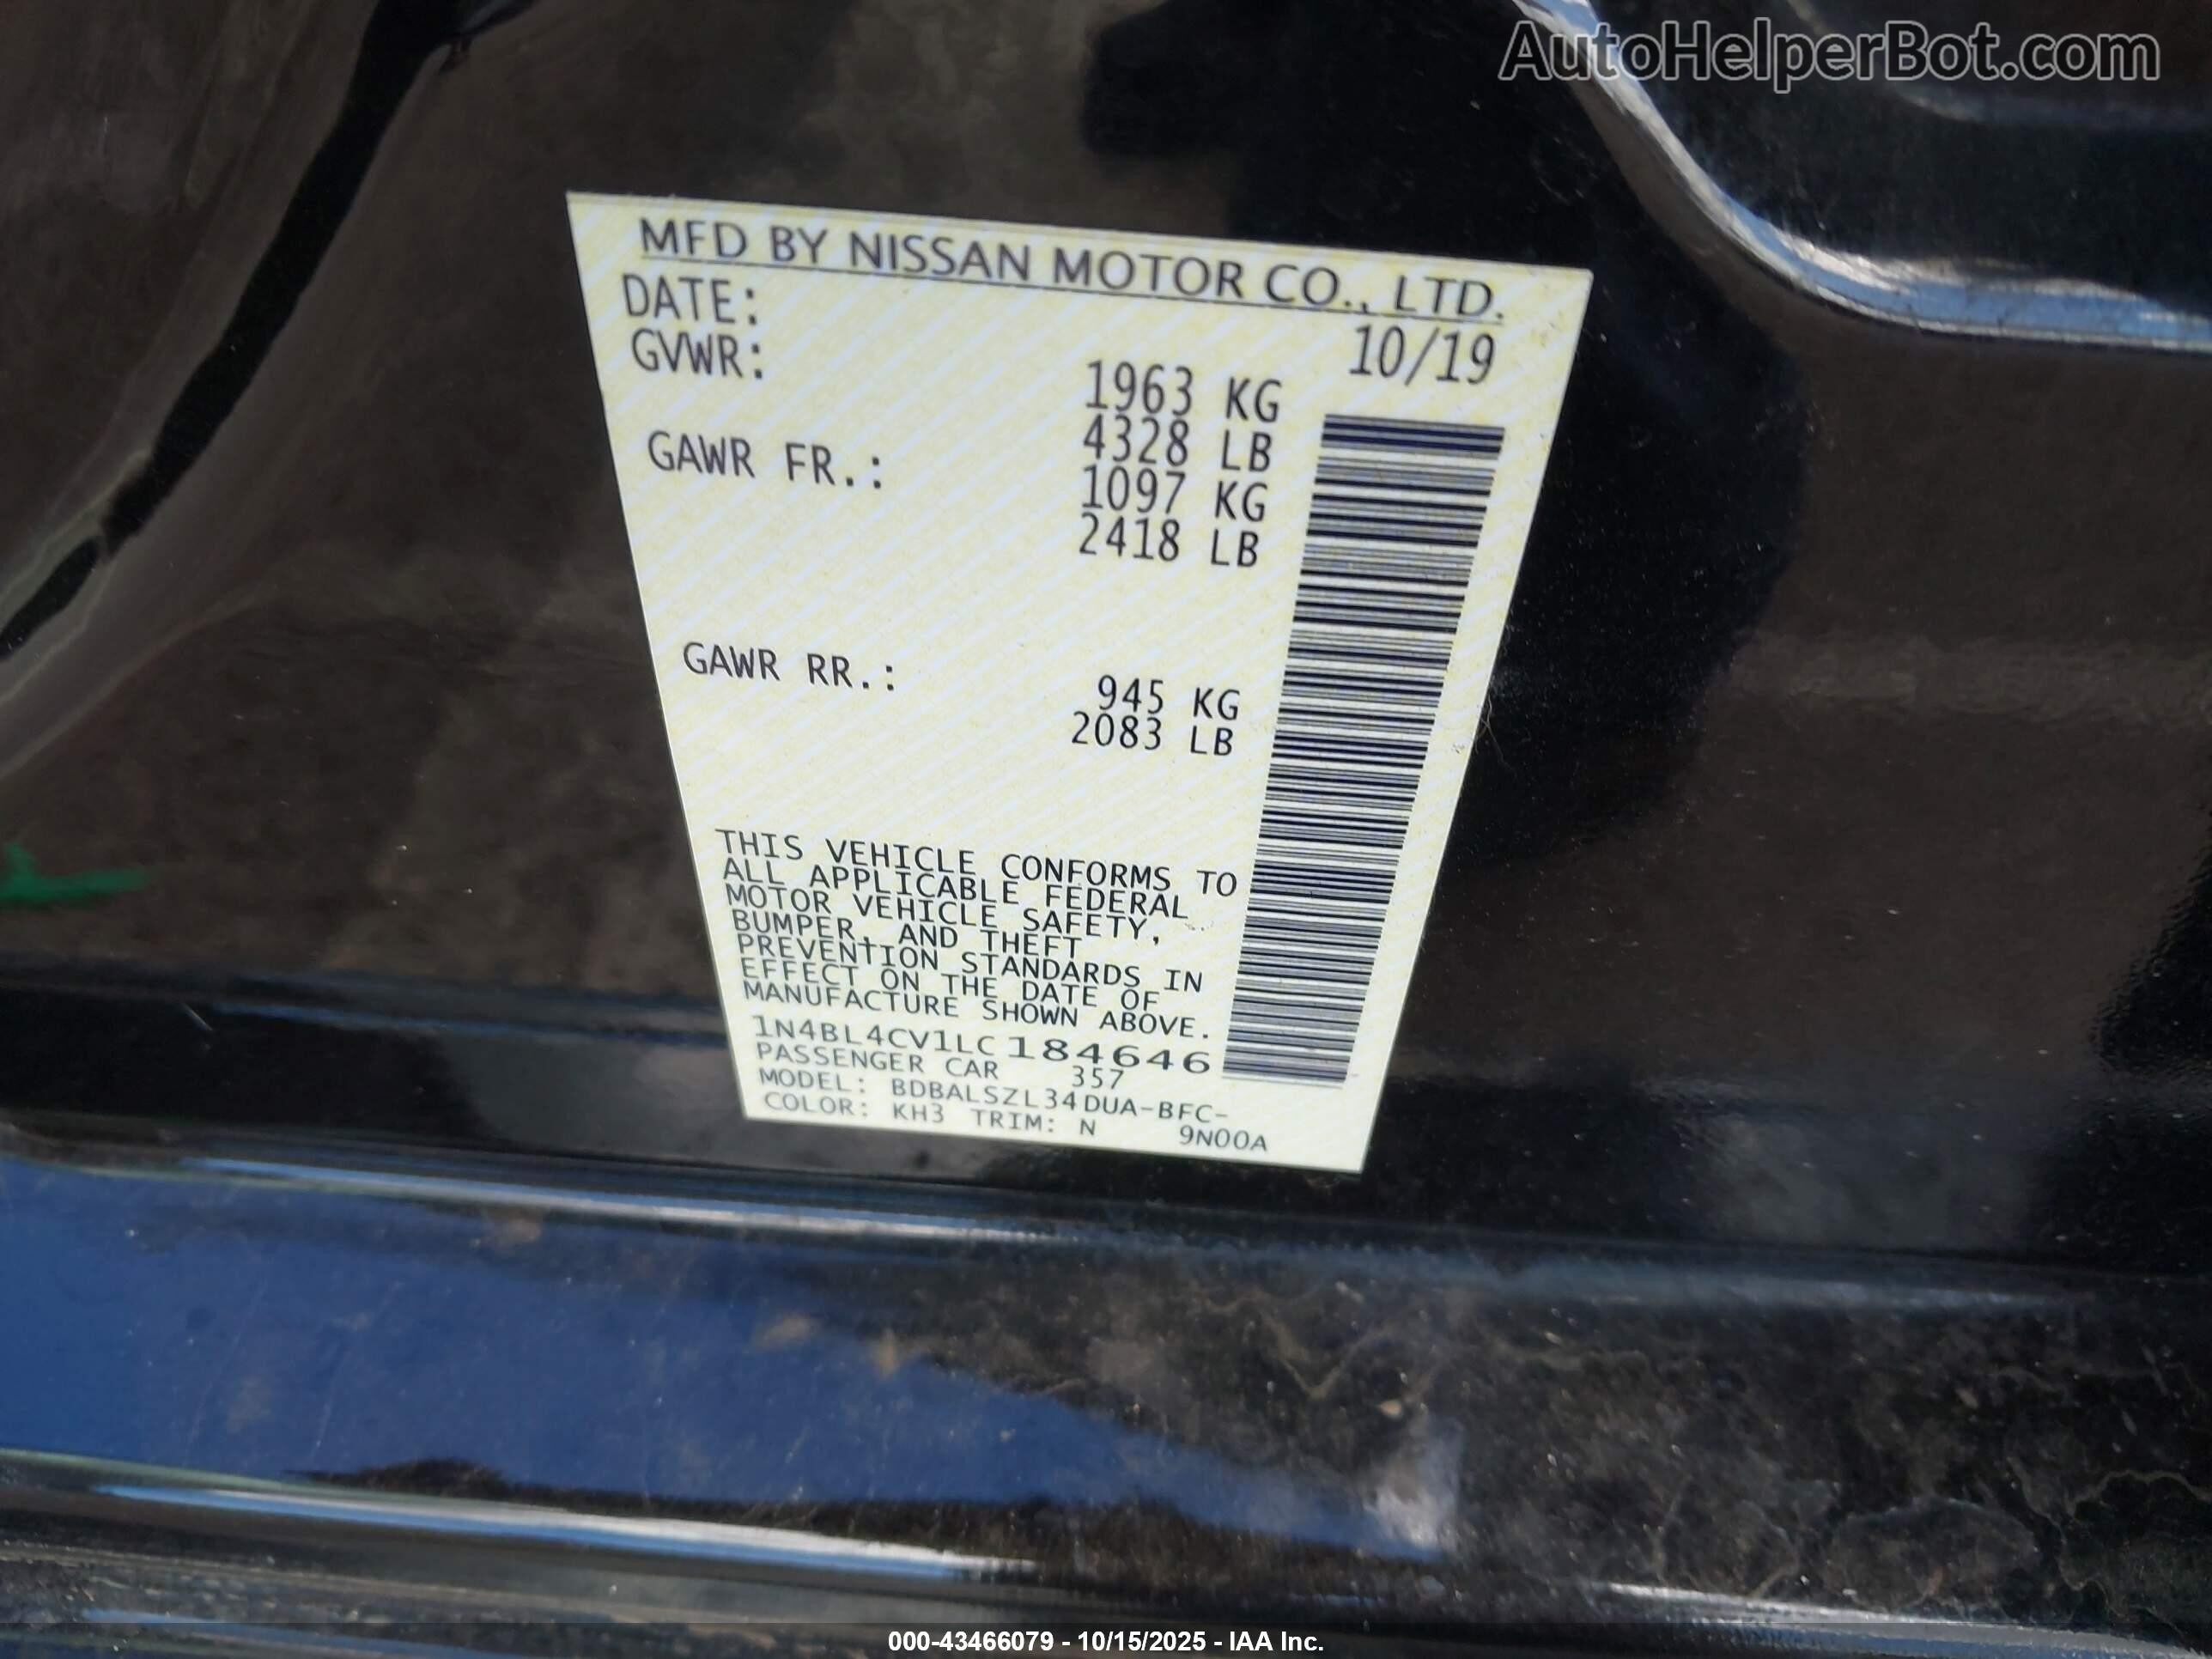 AutoHelperBot.com
MFD BY NISSAN MOTOR CO., LTD.
DATE: 10/19
GVWR: 1963 KG
4328 LB
GAWR FR.: 1097 KG
2418 LB
GAWR RR.: 945 KG
2083 LB
THIS VEHICLE CONFORMS TO
ALL APPLICABLE FEDERAL
MOTOR VEHICLE SAFETY,
BUMPER, AND THEFT
PREVENTION STANDARDS IN
EFFECT ON THE DATE OF
MANUFACTURE SHOWN ABOVE.
1N4BL4CV1LC184646
PASSENGER CAR 357
MODEL: BDBALSZL34DUA-BFC-
COLOR: KH3 TRIM: N 9N00A
000-43466079 - 10/15/2025 - IAA Inc.